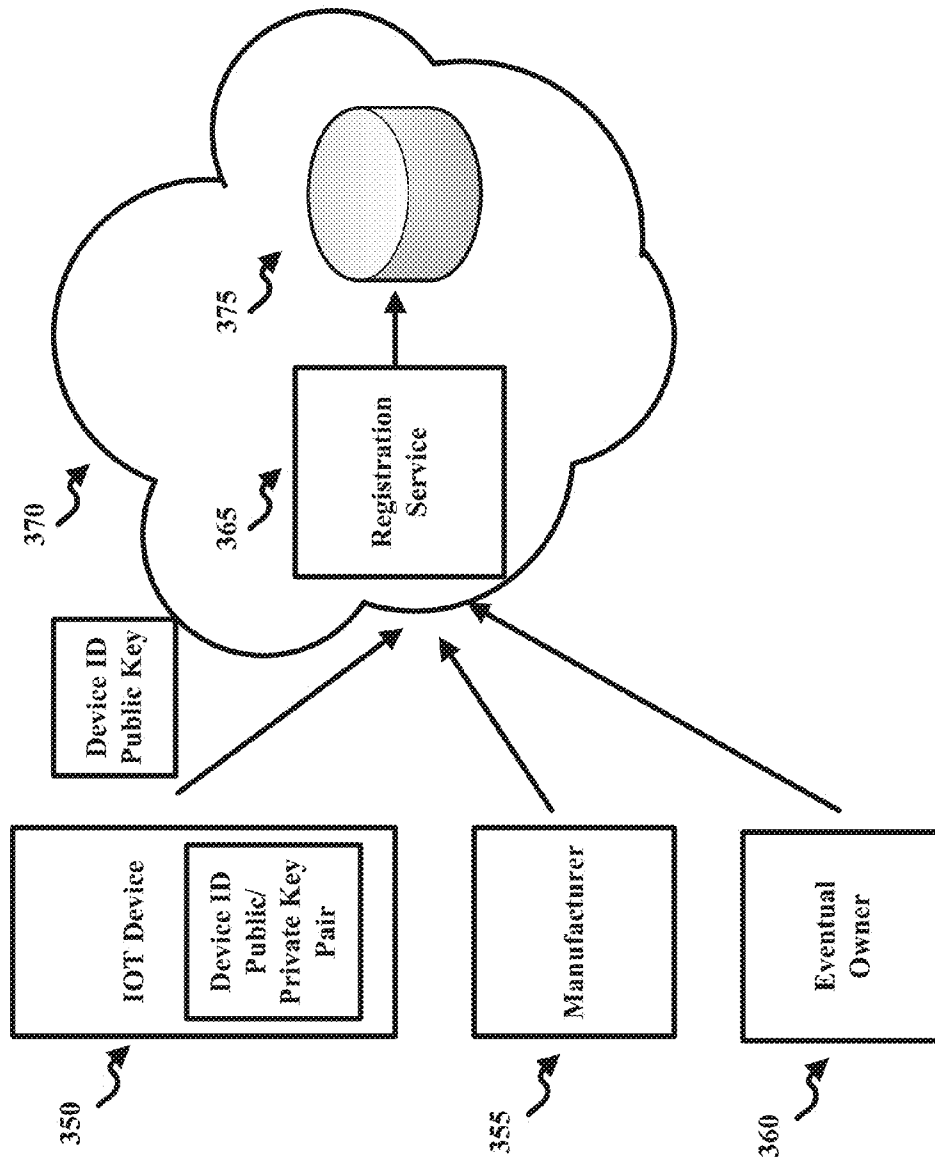 350
IOT Device
Device ID
Public/
Private Key
Pair
Device ID
Public Key
370
355
Manufacturer
365
Registration
Service
375
360
Eventual
Owner